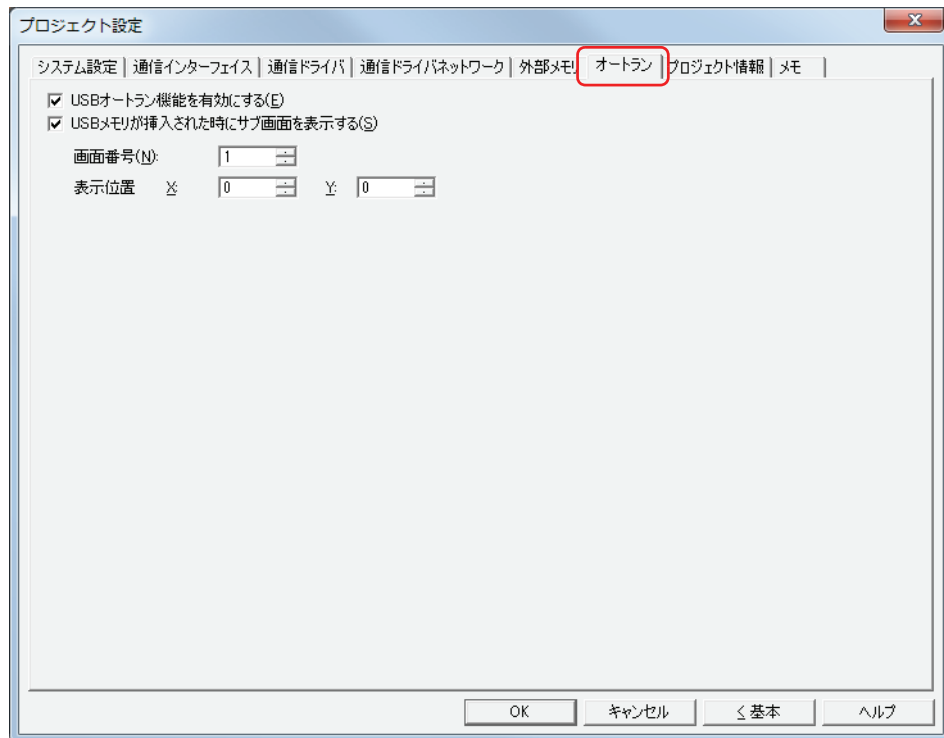 プロジェクト設定
システム設定 通信インターフェイス 通信ドライバ 通信ドライバネットワーク 外部メモリ オートラン プロジェクト情報 メモ
USBオートラン機能を有効にする(E)
USBメモリが挿入された時にサブ画面を表示する(S)
画面番号(N): 1
表示位置 X: 0 Y: 0
OK キャンセル < 基本 ヘルプ